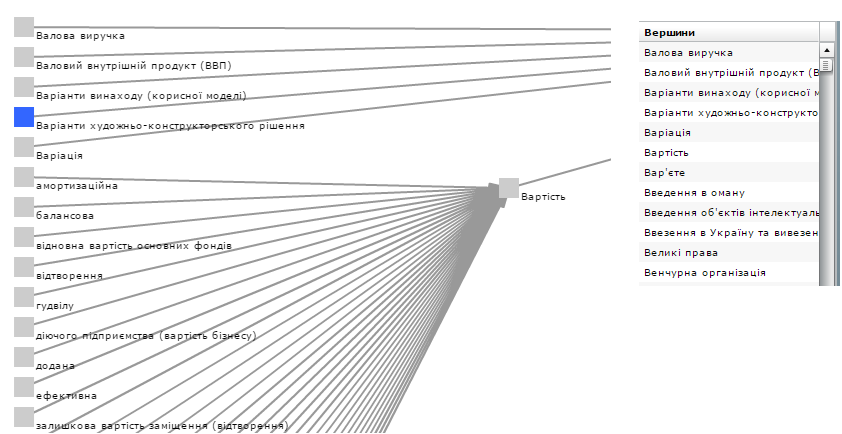 Валова виручка
Валовий внутрішній продукт (ВВП)
Варіанти винаходу (корисної моделі)
Варіанти художньо-конструкторського рішення
Варіація
амортизаційна
балансова
відновна вартість основних фондів
відтворення
гудвілу
діючого підприємства (вартість бізнесу)
додана
ефективна
залишкова вартість заміщення (відтворення)
Вартість
Вершини
Валова виручка
Валовий внутрішній продукт (В
Варіанти винаходу (корисної м
Варіанти художньо-конструкто
Варіація
Вартість
Вар'єте
Введення в оману
Введення об'єктів інтелектуаль
Ввезення в Україну та вивезен
Великі права
Венчурна організація